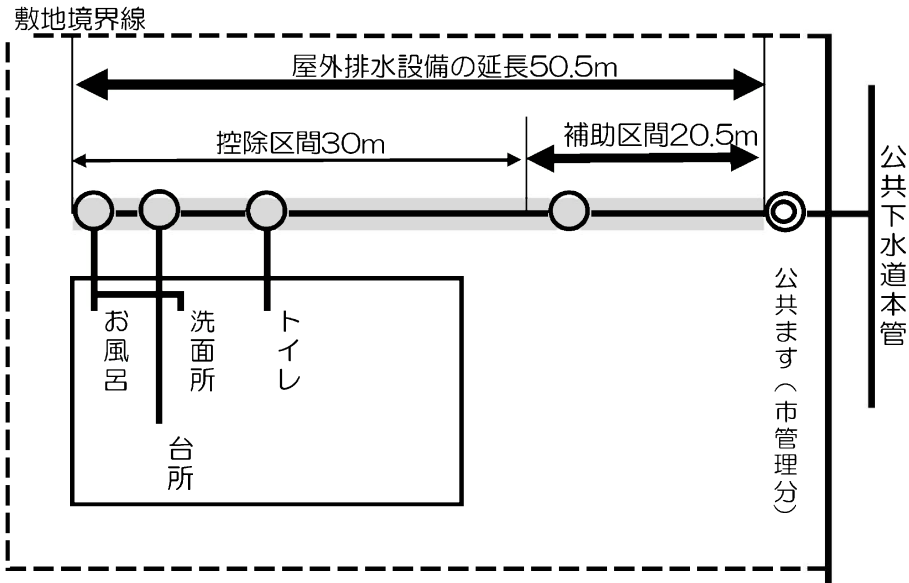 敷地境界線
屋外排水設備の延長50.5m
控除区間30m
補助区間20.5m
公共下水道本管
公共ます（市管理分）
お風呂
洗面所
トイレ
台所